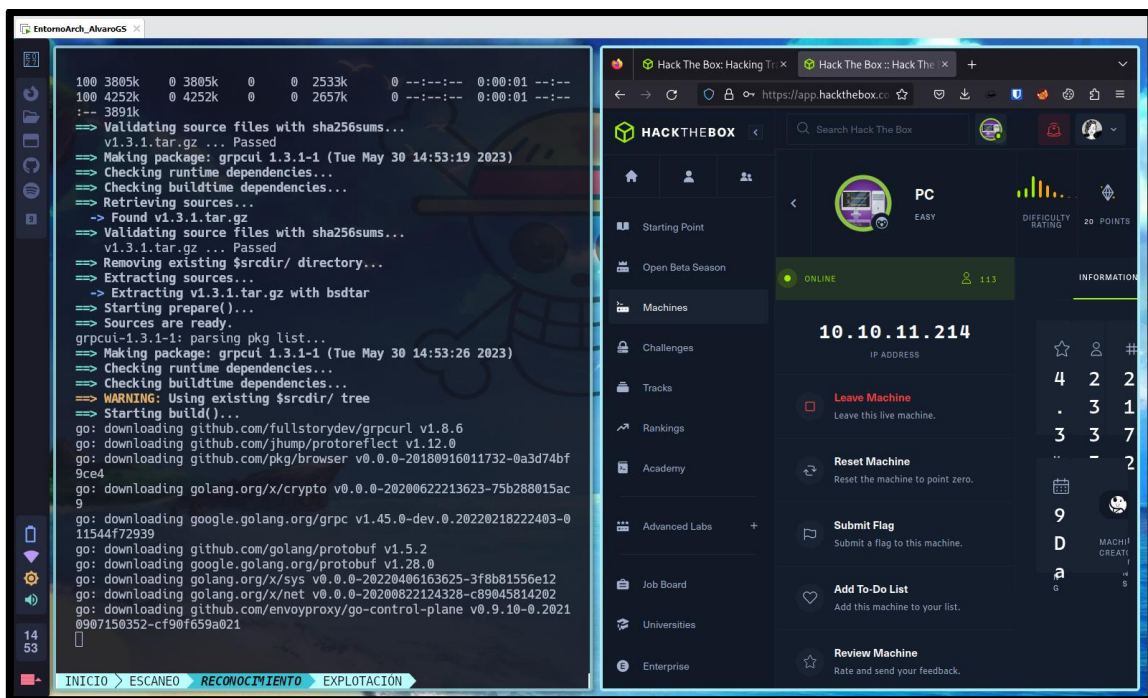 EntornoArch_AlvaroGS
100 3805k 0 3805k 0 0 2533k 0 --:--:-- 0:00:01 --:--
100 4252k 0 4252k 0 0 2657k 0 --:--:-- 0:00:01 --:--
:-- 3891k
==> Validating source files with sha256sums...
v1.3.1.tar.gz ... Passed
==> Making package: grpcui 1.3.1-1 (Tue May 30 14:53:19 2023)
==> Checking runtime dependencies...
==> Checking buildtime dependencies...
==> Retrieving sources...
-> Found v1.3.1.tar.gz
==> Validating source files with sha256sums...
v1.3.1.tar.gz ... Passed
==> Removing existing $srcdir/ directory...
==> Extracting sources...
-> Extracting v1.3.1.tar.gz with bsdtar
==> Starting prepare()...
==> Sources are ready.
grpcui-1.3.1-1: parsing pkg list...
==> Making package: grpcui 1.3.1-1 (Tue May 30 14:53:26 2023)
==> Checking runtime dependencies...
==> Checking buildtime dependencies...
==> WARNING: Using existing $srcdir/ tree
==> Starting build()...
go: downloading github.com/fullstorydev/grpcurl v1.8.6
go: downloading github.com/jhump/protoreflect v1.12.0
go: downloading github.com/pkg/browser v0.0.0-20180916011732-0a3d74bf
9ce4
go: downloading golang.org/x/crypto v0.0.0-20200622213623-75b288015ac
9
go: downloading google.golang.org/grpc v1.45.0-dev.0.20220218222403-0
11544f72939
go: downloading github.com/golang/protobuf v1.5.2
go: downloading google.golang.org/protobuf v1.28.0
go: downloading golang.org/x/sys v0.0.0-20220406163625-3f8b81556e12
go: downloading golang.org/x/net v0.0.0-20200822124328-c89045814202
go: downloading github.com/envoyproxy/go-control-plane v0.9.10-0.2021
0907150352-cf90f659a021
14
53
INICIO ESCANEO RECONOCIMIENTO EXPLOTACIÓN
Hack The Box: Hacking Tr
Hack The Box :: Hack The
https://app.hackthebox.co
HACKTHEBOX
Search Hack The Box
Starting Point
Open Beta Season
Machines
Challenges
Tracks
Rankings
Academy
Advanced Labs +
Job Board
Universities
Enterprise
PC
EASY
DIFFICULTY
RATING
20 POINTS
ONLINE
113
INFORMATION
10.10.11.214
IP ADDRESS
Leave Machine
Leave this live machine.
Reset Machine
Reset the machine to point zero.
Submit Flag
Submit a flag to this machine.
Add To-Do List
Add this machine to your list.
Review Machine
Rate and send your feedback.
#
4 2 2
. 3 1
3 3 7
2
9
D
a
G
MACHI
CREATO
S